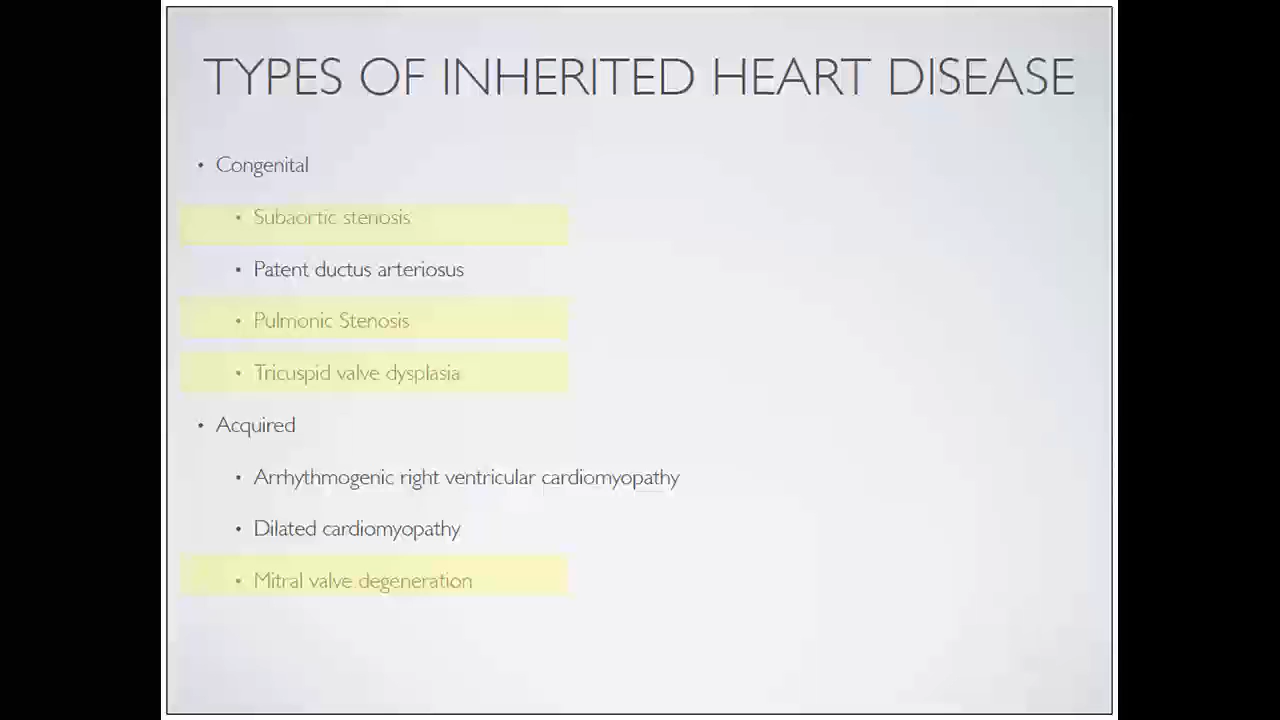 TYPES OF INHERITED HEART DISEASE
• Congenital
• Subaortic stenosis
• Patent ductus arteriosus
• Pulmonic Stenosis
• Tricuspid valve dysplasia
• Acquired
• Arrhythmogenic right ventricular cardiomyopathy
• Dilated cardiomyopathy
• Mitral valve degeneration